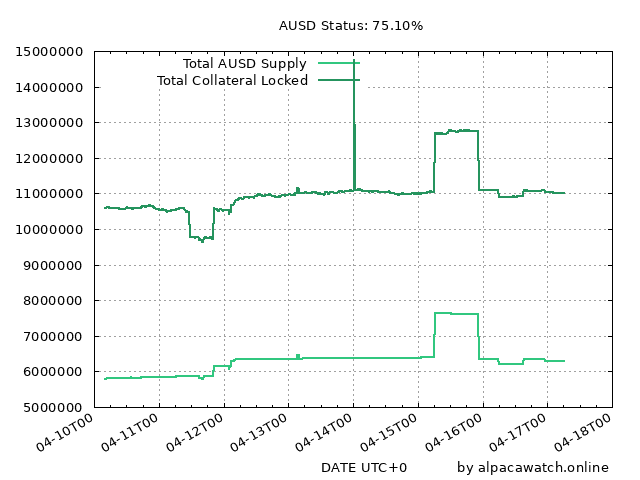 AUSD Status: 75.10%
Total AUSD Supply
Total Collateral Locked
15000000
14000000
13000000
12000000
11000000
10000000
9000000
8000000
7000000
6000000
5000000
04-10T00
04-11T00
04-12T00
04-13T00
04-14T00
04-15T00
04-16T00
04-17T00
04-18T00
DATE UTC+0
by alpacawatch.online